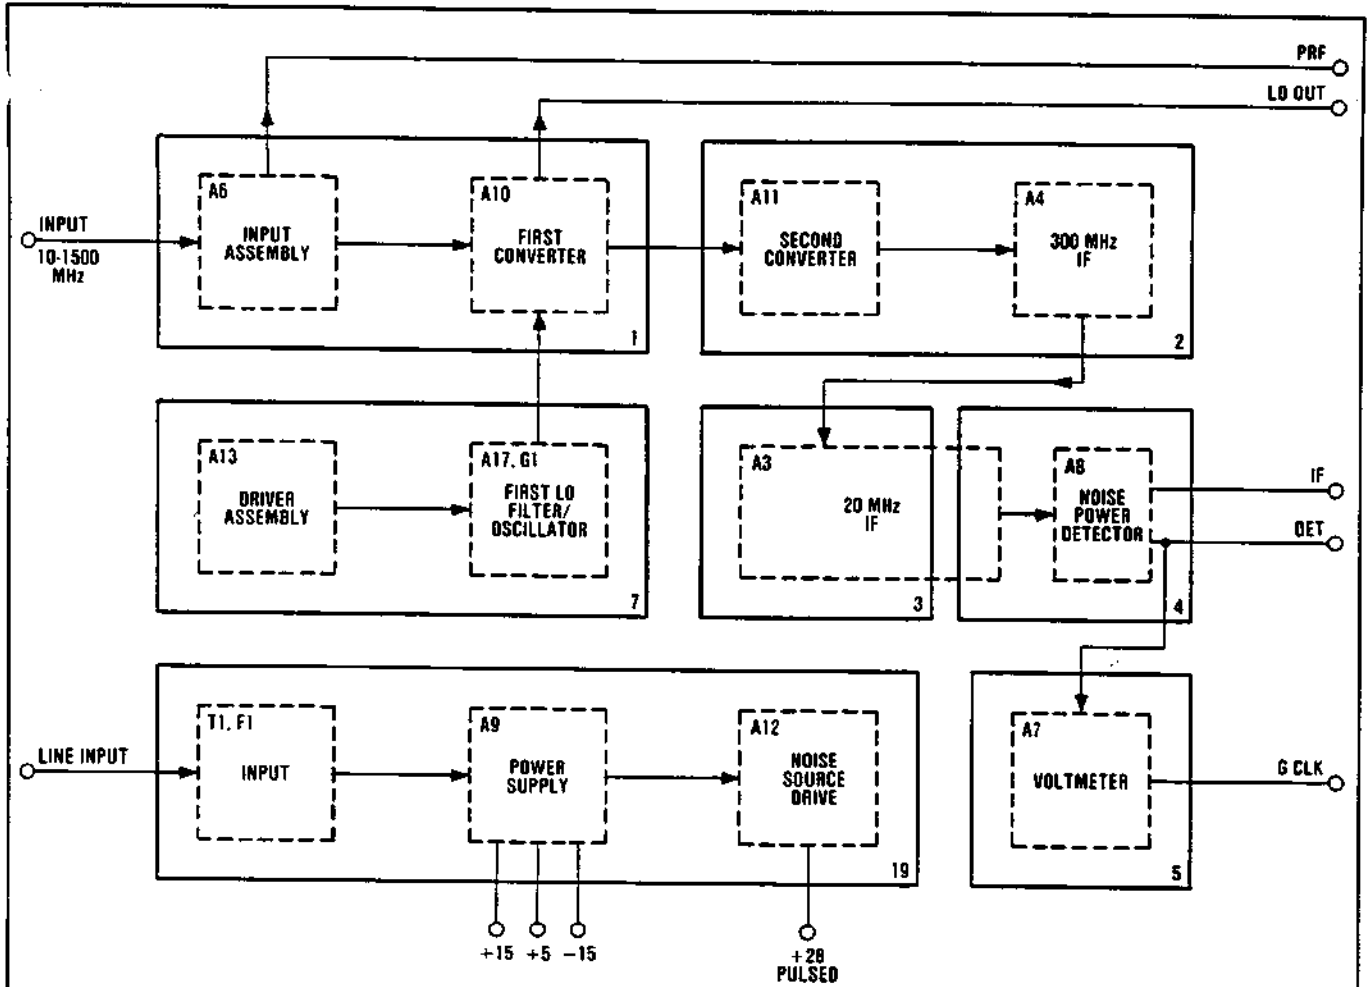 PRF
LO OUT
A6
INPUT
ASSEMBLY
A10
FIRST
CONVERTER
1
A11
SECOND
CONVERTER
A4
300 MHz
IF
2
INPUT
10-1500
MHz
A13
DRIVER
ASSEMBLY
A17, G1
FIRST LO
FILTER/
OSCILLATOR
7
A3
20 MHz
IF
3
A8
NOISE
POWER
DETECTOR
4
IF
DET
LINE INPUT
T1, F1
INPUT
A9
POWER
SUPPLY
A12
NOISE
SOURCE
DRIVE
19
A7
VOLTMETER
5
G CLK
+15 +5 -15
+28
PULSED